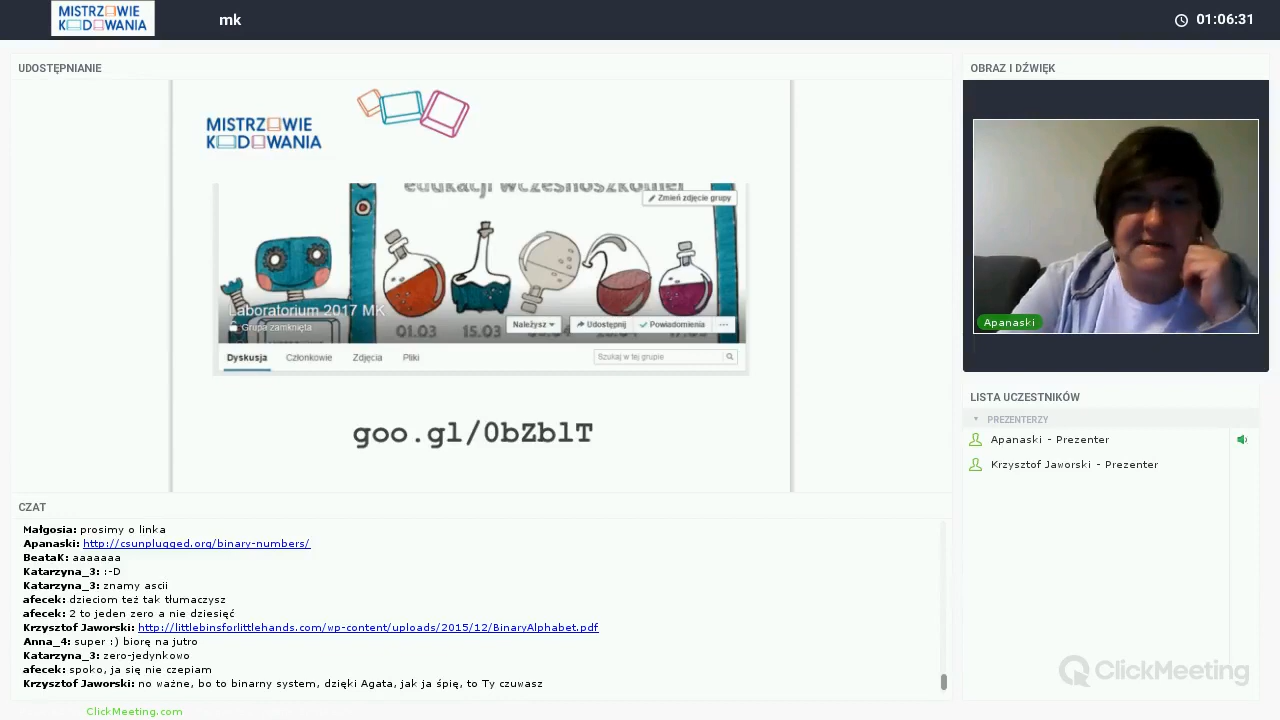 MISTRZOWIE
KODOWANIA
mk
01:06:31
UDOSTĘPNIANIE
MISTRZOWIE
KODOWANIA
edukacji wczesnoszkolnej
Zmień zdjęcie grupy
Laboratorium 2017 MK
Grupa zamknięta
01.03
15.03
Należysz
Udostępnij
Powiadomienia
Dyskusja
Członkowie
Zdjęcia
Pliki
Szukaj w tej grupie
goo.gl/0bZblT
OBRAZ I DŹWIĘK
Apanaski
LISTA UCZESTNIKÓW
PREZENTERZY
Apanaski - Prezenter
Krzysztof Jaworski - Prezenter
CZAT
Małgosia: prosimy o linka
Apanaski: http://csunplugged.org/binary-numbers/
BeataK: aaaaaaa
Katarzyna_3: :-D
Katarzyna_3: znamy ascii
afecek: dzieciom też tak tłumaczysz
afecek: 2 to jeden zero a nie dziesięć
Krzysztof Jaworski: http://littlebinsforlittlehands.com/wp-content/uploads/2015/12/BinaryAlphabet.pdf
Anna_4: super :) biorę na jutro
Katarzyna_3: zero-jedynkowo
afecek: spoko, ja się nie czepiam
Krzysztof Jaworski: no ważne, bo to binarny system, dzięki Agata, jak ja śpię, to Ty czuwasz
ClickMeeting
ClickMeeting.com